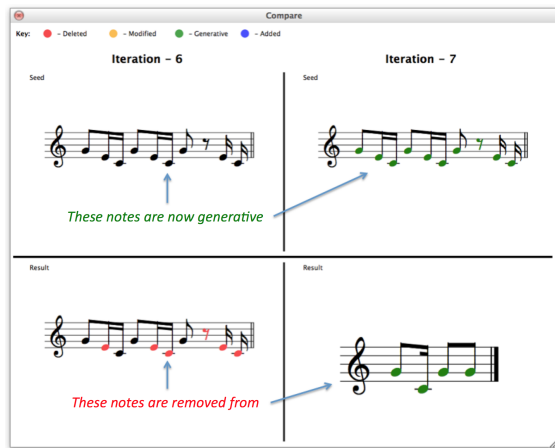 Compare
Key: - Deleted - Modified - Generative - Added
Iteration - 6
Iteration - 7
Seed
Seed
These notes are now generative
Result
Result
These notes are removed from